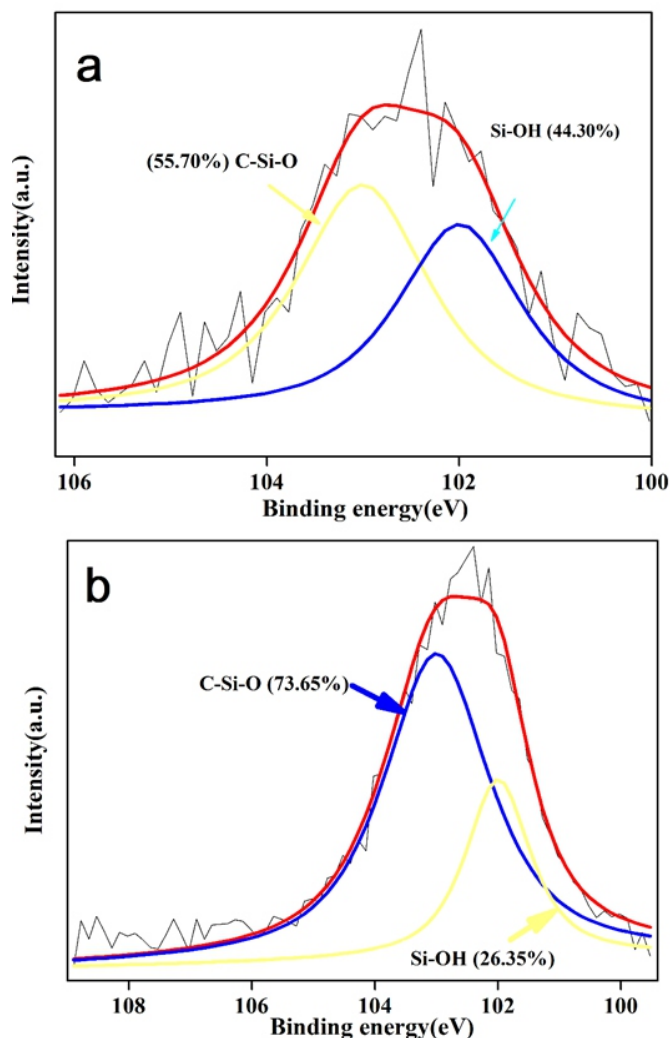 a
Si-OH (44.30%)
(55.70%) C-Si-O
Intensity(a.u.)
106 104 102 100
Binding energy(eV)
b
C-Si-O (73.65%)
Intensity(a.u.)
Si-OH (26.35%)
108 106 104 102 100
Binding energy(eV)